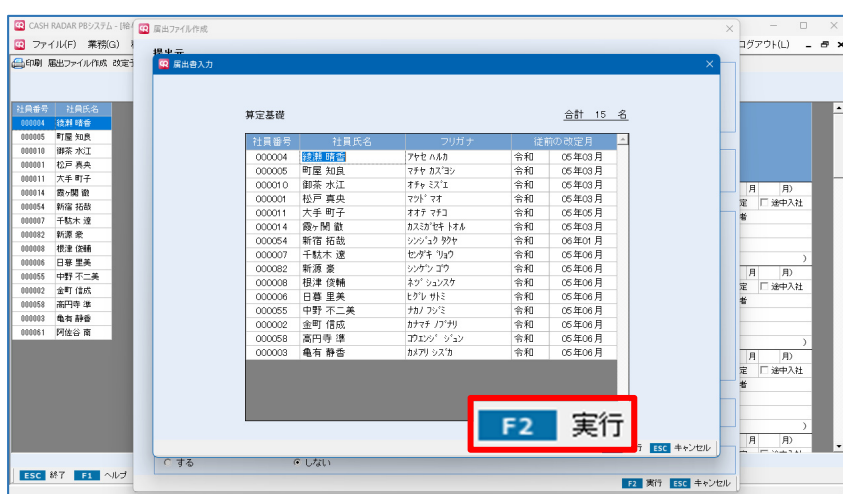 CASH RADAR PBシステム - [給
ファイル(F) 業務(G)
ログアウト(L)
印刷 届出ファイル作成 改定
届出ファイル作成
提出元
届出書入力
算定基礎
合計 15 名
社員番号 社員氏名 フリガナ 従前の改定月
000004 綾瀬 晴香 アヤセ ハルカ 令和 05年03月
000005 町屋 知良 マチヤ カズヨシ 令和 05年03月
000010 御茶 水江 オチャ ミズエ 令和 05年03月
000001 松戸 真央 マツド マオ 令和 05年03月
000011 大手 町子 オオテ マチコ 令和 05年05月
000014 霞ヶ関 徹 カスミガセキ トオル 令和 05年03月
000054 新宿 拓哉 シンジュク タクヤ 令和 06年01月
000007 千駄木 遼 センダギ リョウ 令和 05年06月
000082 新源 豪 シンゲン ゴウ 令和 05年06月
000008 根津 俊輔 ネヅ シュンスケ 令和 05年06月
000006 日暮 里美 ヒグレ サトミ 令和 05年06月
000055 中野 不二美 ナカノ フジミ 令和 05年06月
000002 金町 信成 カナマチ ノブナリ 令和 05年06月
000058 高円寺 準 コウエンジ ジュン 令和 05年06月
000003 亀有 静香 カメアリ シズカ 令和 05年06月
F2 実行
行 ESC キャンセル
する しない
F2 実行 ESC キャンセル
社員番号 社員氏名
000004 綾瀬 晴香
000005 町屋 知良
000010 御茶 水江
000001 松戸 真央
000011 大手 町子
000014 霞ヶ関 徹
000054 新宿 拓哉
000007 千駄木 遼
000082 新源 豪
000008 根津 俊輔
000006 日暮 里美
000055 中野 不二美
000002 金町 信成
000058 高円寺 準
000003 亀有 静香
000061 阿佐谷 南
月 月)
定 途中入社
者
)
月 月)
定 途中入社
者
)
月 月)
定 途中入社
者
)
月 月)
ESC 終了 F1 ヘルプ